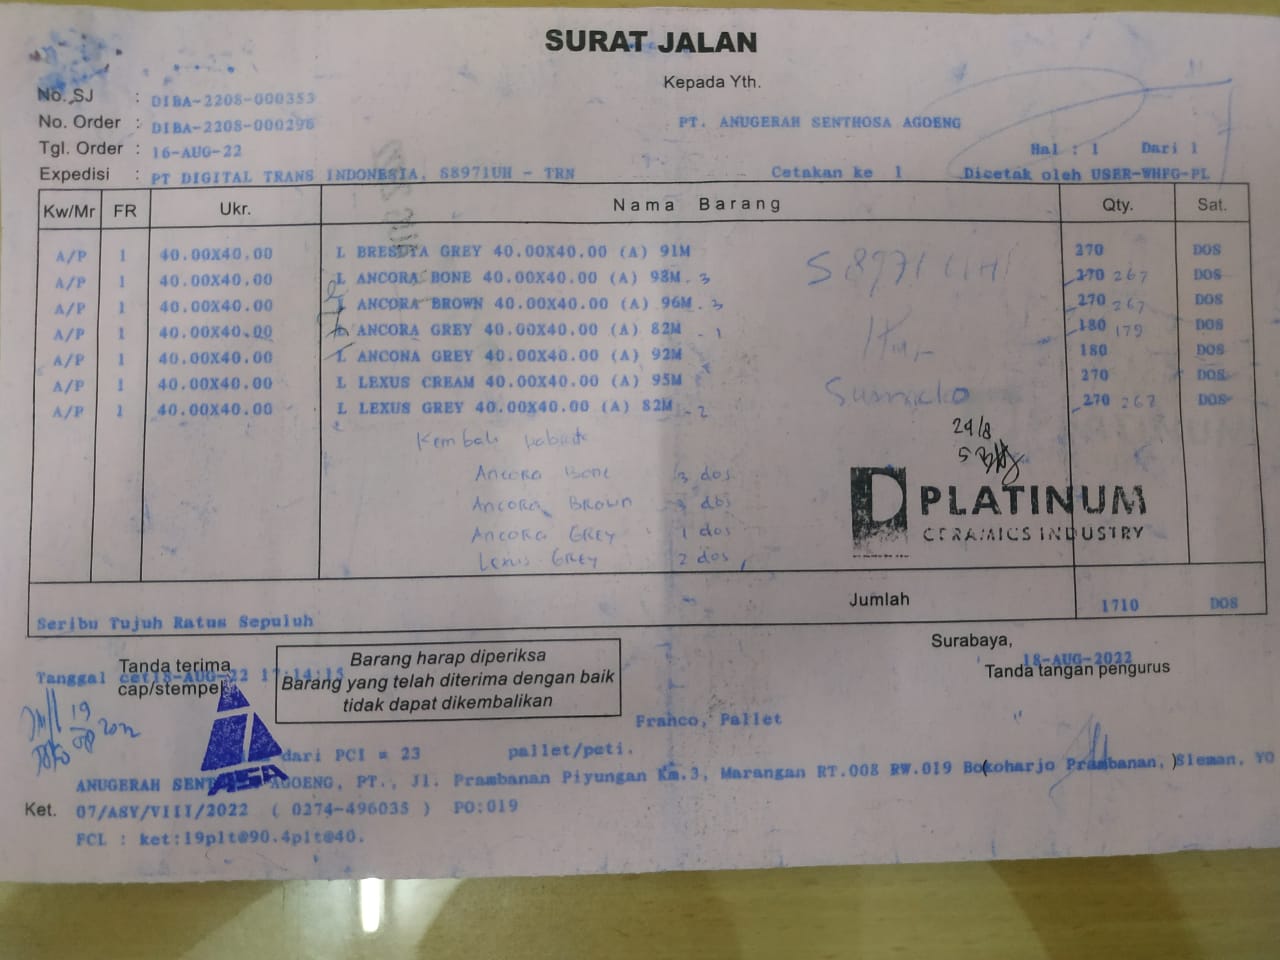 SURAT JALAN
Kepada Yth.
No. SJ : DIBA-2208-000353
No. Order : DIBA-2208-000296
PT. ANUGERAH SENTHOSA AGOENG
Tgl. Order : 16-AUG-22
Hal : 1 Dari 1
Expedisi : PT DIGITAL TRANS INDONESIA, S8971UH - TRN Cetakan ke 1 Dicetak oleh USER-WHFG-PL
Kw/Mr FR Ukr. Nama Barang Qty. Sat.
A/P 1 40.00X40.00 L BRESTA GREY 40.00X40.00 (A) 91M 270 DOS
A/P 1 40.00X40.00 L ANCORA BONE 40.00X40.00 (A) 98M - 3 270 267 DOS
A/P 1 40.00X40.00 L ANCORA BROWN 40.00X40.00 (A) 96M - 3 270 267 DOS
A/P 1 40.00X40.00 ANCORA GREY 40.00X40.00 (A) 82M - 1 180 179 DOS
A/P 1 40.00X40.00 L ANCONA GREY 40.00X40.00 (A) 92M 180 DOS
A/P 1 40.00X40.00 L LEXUS CREAM 40.00X40.00 (A) 95M 270 DOS
A/P 1 40.00X40.00 L LEXUS GREY 40.00X40.00 (A) 82M - 2 270 267 DOS
S 8971 UH
Kembali
29/8
Ancora Bone 3 dos
Ancora Brown 3 dos
Ancora GREY 1 dos
Lexus GREY 2 dos
PLATINUM
CERAMICS INDUSTRY
Jumlah 1710 DOS
Seribu Tujuh Ratus Sepuluh
Surabaya,
18-AUG-2022
Tanda terima
cap/stempel
Tanggal cet18-AUG-22 17:14:15
Barang harap diperiksa
Barang yang telah diterima dengan baik
tidak dapat dikembalikan
Tanda tangan pengurus
19
08 2022
Franco, Pallet
dari PCI = 23 pallet/peti.
ASA
ANUGERAH SENTHOSA AGOENG, PT., Jl. Prambanan Piyungan Km.3, Marangan RT.008 RW.019 Bokoharjo Prambanan, Sleman, YO
Ket. 07/ASY/VIII/2022 ( 0274-496035 ) PO:019
FCL : ket:19plt@90.4plt@40.